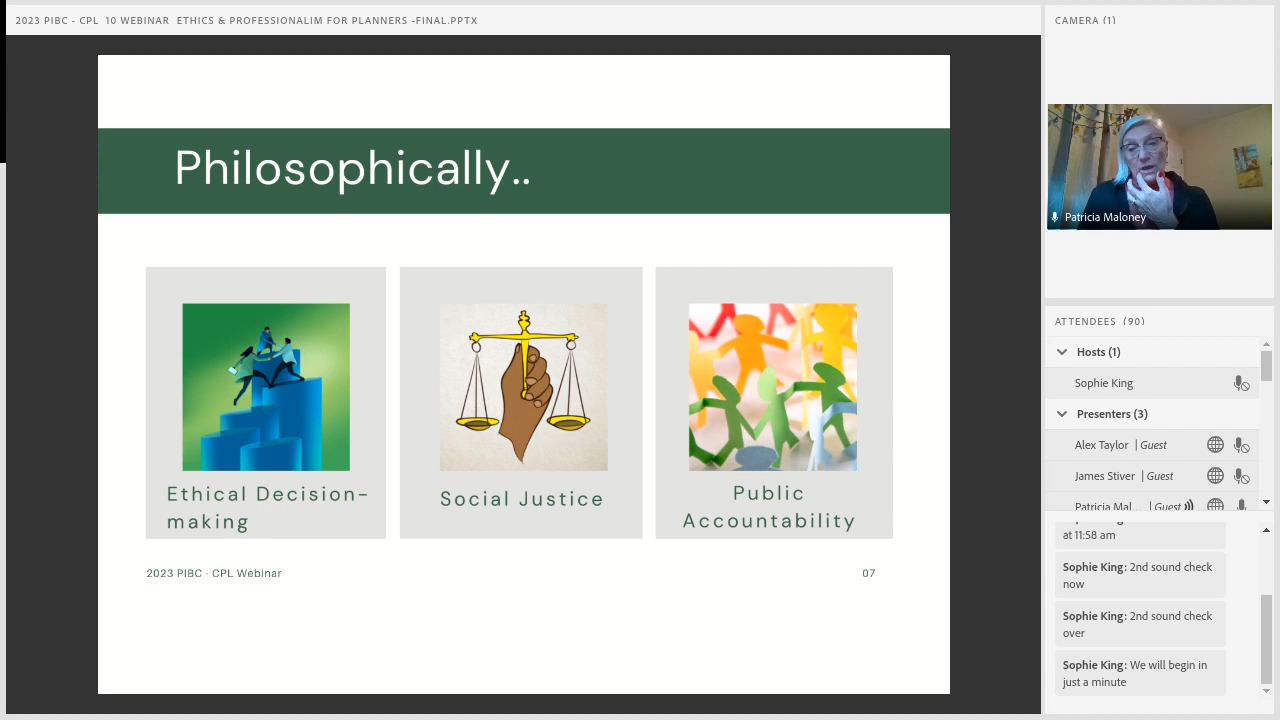 2023 PIBC - CPL  10 WEBINAR  ETHICS & PROFESSIONALIM FOR PLANNERS -FINAL.PPTX
Philosophically..
Ethical Decision-
making
Social Justice
Public
Accountability
2023 PIBC · CPL Webinar
07
CAMERA (1)
Patricia Maloney
ATTENDEES (90)
Hosts (1)
Sophie King
Presenters (3)
Alex Taylor | Guest
James Stiver | Guest
Patricia Mal... | Guest
at 11:58 am
Sophie King: 2nd sound check
now
Sophie King: 2nd sound check
over
Sophie King: We will begin in
just a minute